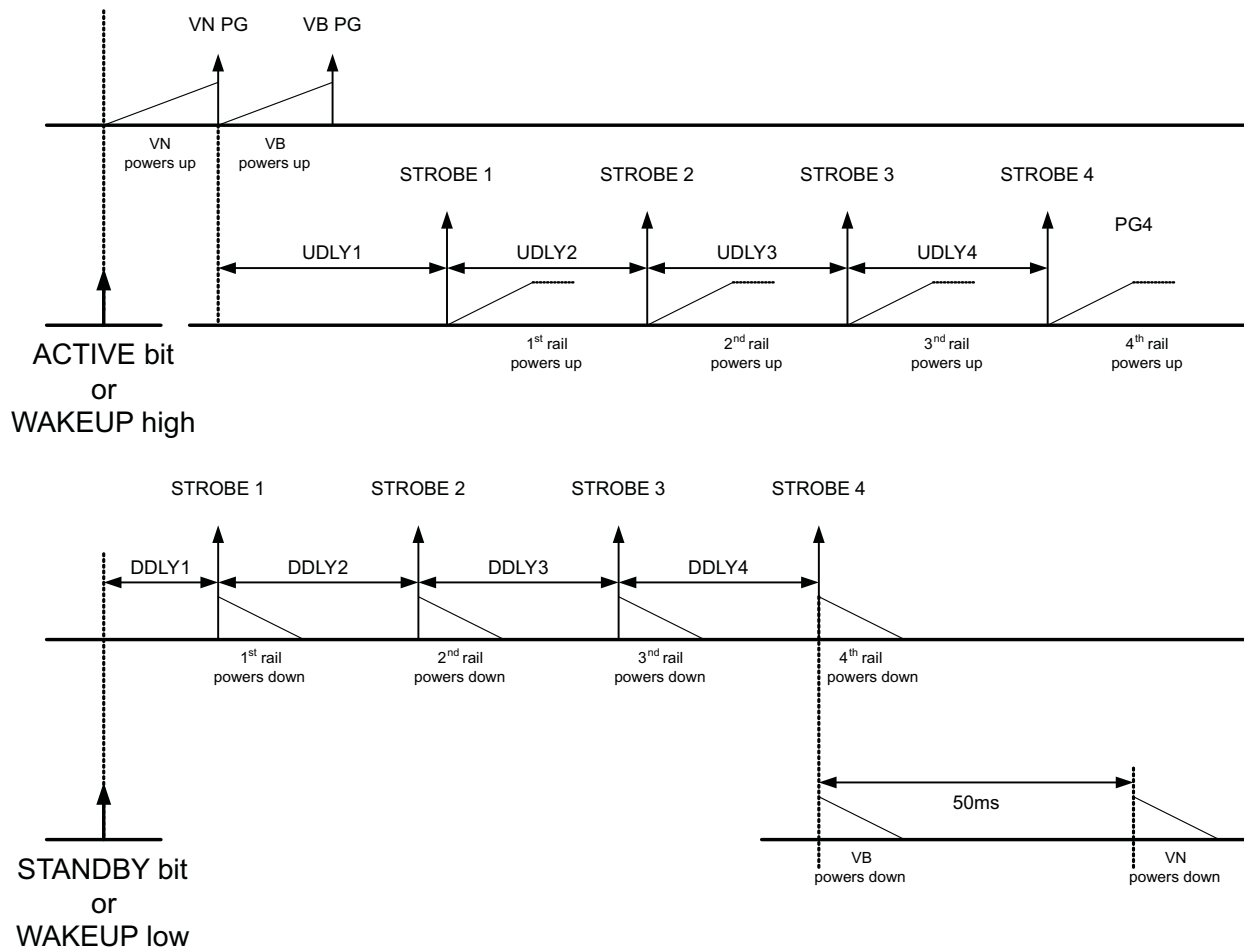 VN PG VB PG
VN VB
powers up powers up
STROBE 1 STROBE 2 STROBE 3 STROBE 4
PG4
UDLY1 UDLY2 UDLY3 UDLY4
1st rail 2nd rail 3rd rail 4th rail
powers up powers up powers up powers up
ACTIVE bit
or
WAKEUP high
STROBE 1 STROBE 2 STROBE 3 STROBE 4
DDLY1 DDLY2 DDLY3 DDLY4
1st rail 2nd rail 3nd rail 4th rail
powers down powers down powers down powers down
50ms
VB VN
powers down powers down
STANDBY bit
or
WAKEUP low